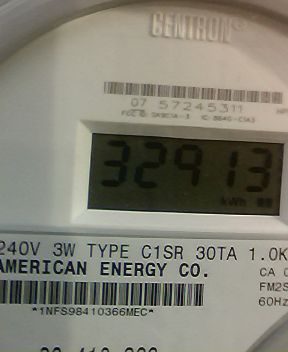 CENTRON®
07 57245311
32913
kWh
240V 3W TYPE C1SR 30TA 1.0K
AMERICAN ENERGY CO.
CA
FM2S
60Hz
*1NFS98410366MEC*